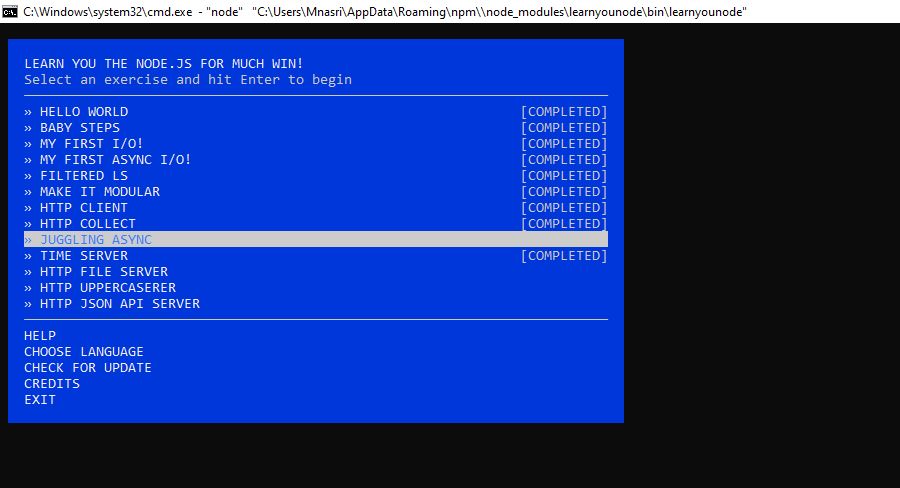 C:\Windows\system32\cmd.exe - "node" "C:\Users\Mnasri\AppData\Roaming\npm\\node_modules\learnyounode\bin\learnyounode"
LEARN YOU THE NODE.JS FOR MUCH WIN!
Select an exercise and hit Enter to begin
» HELLO WORLD [COMPLETED]
» BABY STEPS [COMPLETED]
» MY FIRST I/O! [COMPLETED]
» MY FIRST ASYNC I/O! [COMPLETED]
» FILTERED LS [COMPLETED]
» MAKE IT MODULAR [COMPLETED]
» HTTP CLIENT [COMPLETED]
» HTTP COLLECT [COMPLETED]
» JUGGLING ASYNC
» TIME SERVER [COMPLETED]
» HTTP FILE SERVER
» HTTP UPPERCASERER
» HTTP JSON API SERVER
HELP
CHOOSE LANGUAGE
CHECK FOR UPDATE
CREDITS
EXIT